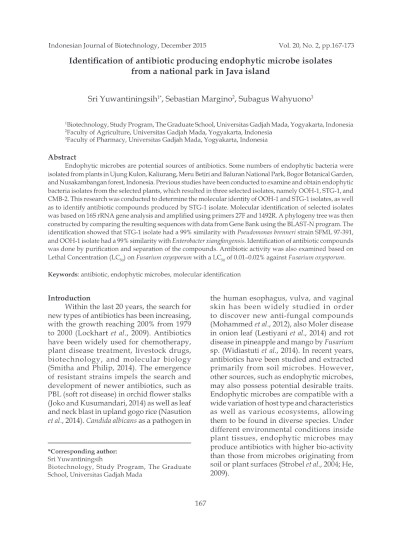 Indonesian Journal of Biotechnology, December 2015
Vol. 20, No. 2, pp.167-173
Identification of antibiotic producing endophytic microbe isolates
from a national park in Java island
Sri Yuwantiningsih1*, Sebastian Margino2, Subagus Wahyuono3
1Biotechnology, Study Program, The Graduate School, Universitas Gadjah Mada, Yogyakarta, Indonesia
2Faculty of Agriculture, Universitas Gadjah Mada, Yogyakarta, Indonesia
3Faculty of Pharmacy, Universitas Gadjah Mada, Yogyakarta, Indonesia
Abstract
Endophytic microbes are potential sources of antibiotics. Some numbers of endophytic bacteria were
isolated from plants in Ujung Kulon, Kaliurang, Meru Betiri and Baluran National Park, Bogor Botanical Garden,
and Nusakambangan forest, Indonesia. Previous studies have been conducted to examine and obtain endophytic
bacteria isolates from the selected plants, which resulted in three selected isolates, namely OOH-1, STG-1, and
CMB-2. This research was conducted to determine the molecular identity of OOH-1 and STG-1 isolates, as well
as to identify antibiotic compounds produced by STG-1 isolate. Molecular identification of selected isolates
was based on 16S rRNA gene analysis and amplified using primers 27F and 1492R. A phylogeny tree was then
constructed by comparing the resulting sequences with data from Gene Bank using the BLAST-N program. The
identification showed that STG-1 isolate had a 99% similarity with Pseudomonas brenneri strain SFML 97-391,
and OOH-1 isolate had a 99% similarity with Enterobacter xiangfangensis. Identification of antibiotic compounds
was done by purification and separation of the compounds. Antibiotic activity was also examined based on
Lethal Concentration (LC50) on Fusarium oxysporum with a LC50 of 0.01–0.02% against Fusarium oxysporum.
Keywords: antibiotic, endophytic microbes, molecular identification
Introduction
Within the last 20 years, the search for
new types of antibiotics has been increasing,
with the growth reaching 200% from 1979
to 2000 (Lockhart et al., 2009). Antibiotics
have been widely used for chemotherapy,
plant disease treatment, livestock drugs,
biotechnology, and molecular biology
(Smitha and Philip, 2014). The emergence
of resistant strains impels the search and
development of newer antibiotics, such as
PBL (soft rot disease) in orchid flower stalks
(Joko and Kusumandari, 2014) as well as leaf
and neck blast in upland gogo rice (Nasution
et al., 2014). Candida albicans as a pathogen in
*Corresponding author:
Sri Yuwantiningsih
Biotechnology, Study Program, The Graduate
School, Universitas Gadjah Mada
the human esophagus, vulva, and vaginal
skin has been widely studied in order
to discover new anti-fungal compounds
(Mohammed et al., 2012), also Moler disease
in onion leaf (Lestiyani et al., 2014) and rot
disease in pineapple and mango by Fusarium
sp. (Widiastuti et al., 2014). In recent years,
antibiotics have been studied and extracted
primarily from soil microbes. However,
other sources, such as endophytic microbes,
may also possess potential desirable traits.
Endophytic microbes are compatible with a
wide variation of host type and characteristics
as well as various ecosystems, allowing
them to be found in diverse species. Under
different environmental conditions inside
plant tissues, endophytic microbes may
produce antibiotics with higher bio-activity
than those from microbes originating from
soil or plant surfaces (Strobel et al., 2004; He,
2009).
167